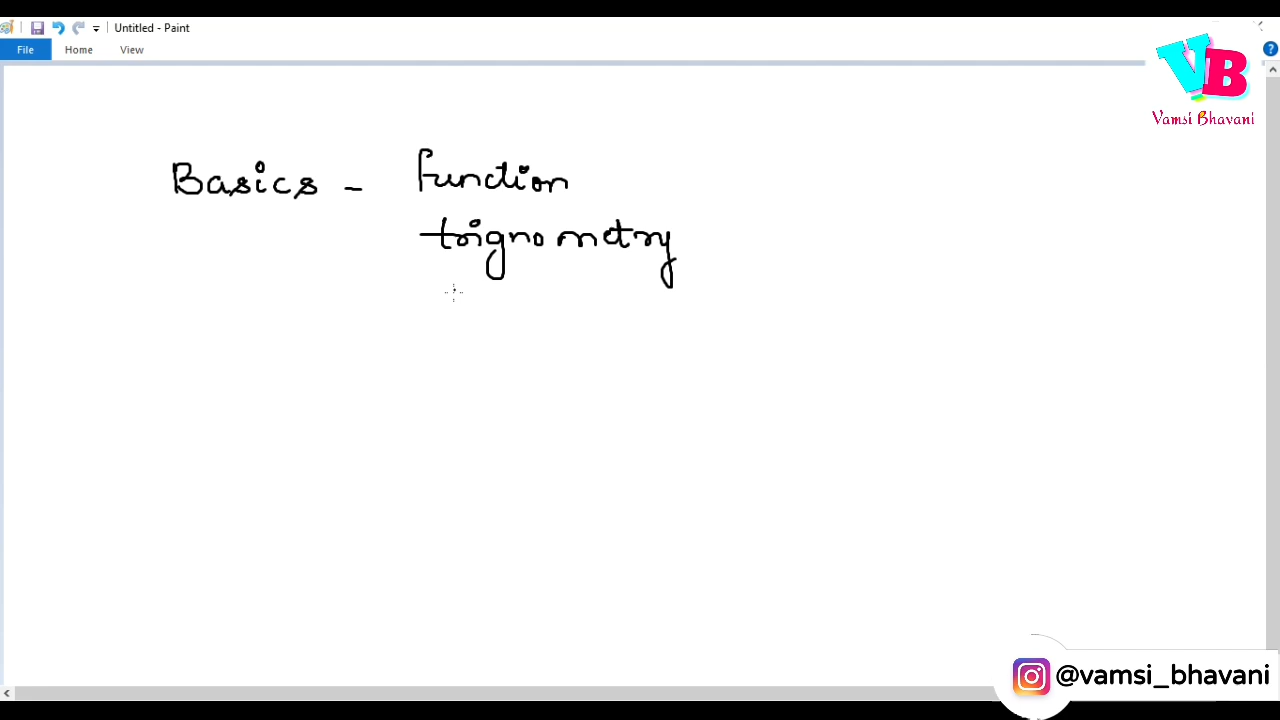 Untitled - Paint
File Home View
VB
Vamsi Bhavani
Basics - function
trignometry
@vamsi_bhavani